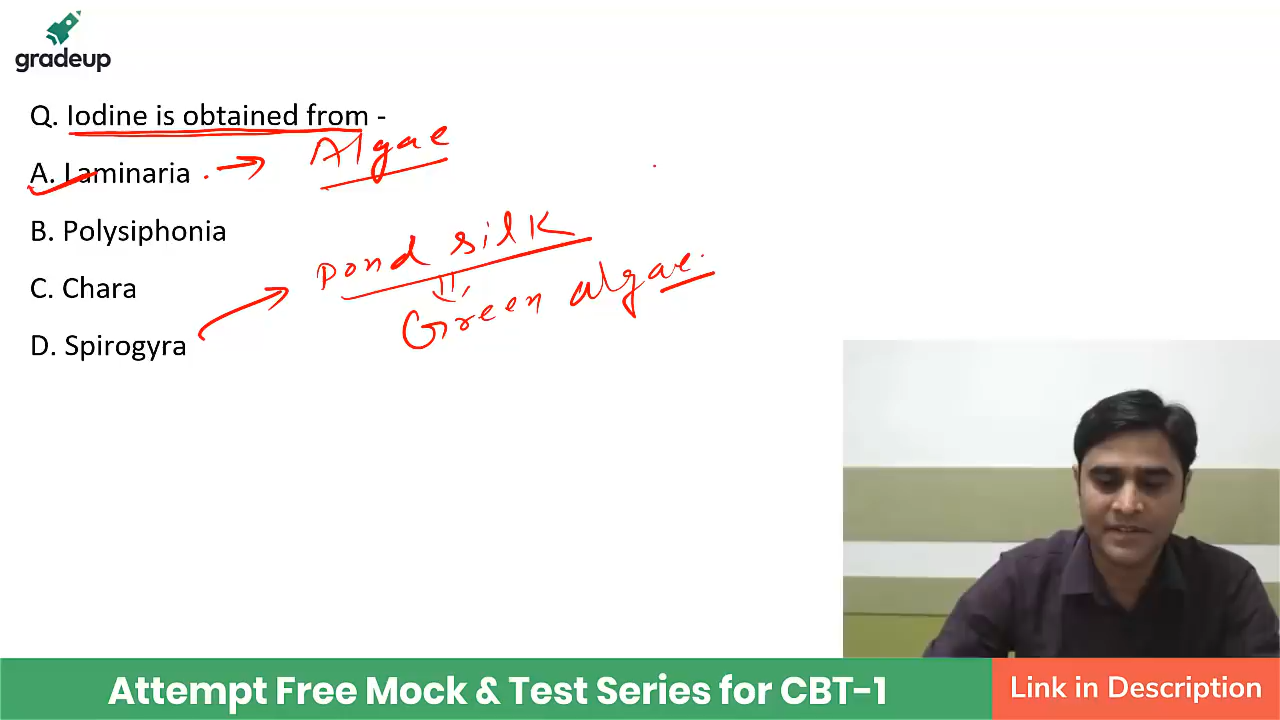 gradeup
Q. Iodine is obtained from -
A. Laminaria
Algae
B. Polysiphonia
pond silk
C. Chara
Green algae.
D. Spirogyra
Attempt Free Mock & Test Series for CBT-1
Link in Description